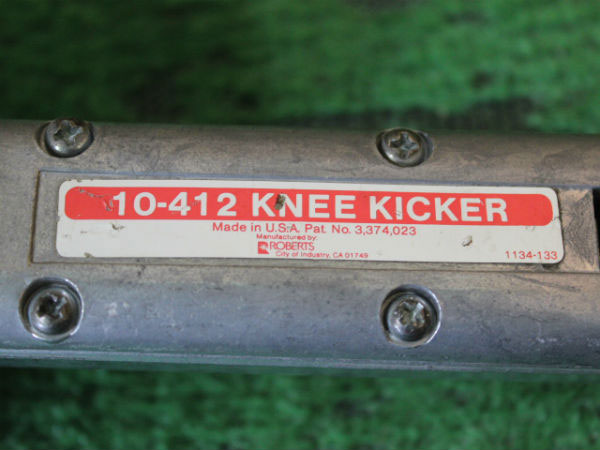 10-412 KNEE KICKER
Made in U.S.A. Pat. No. 3,374,023
Manufactured by:
ROBERTS
City of Industry, CA 01749
1134-133